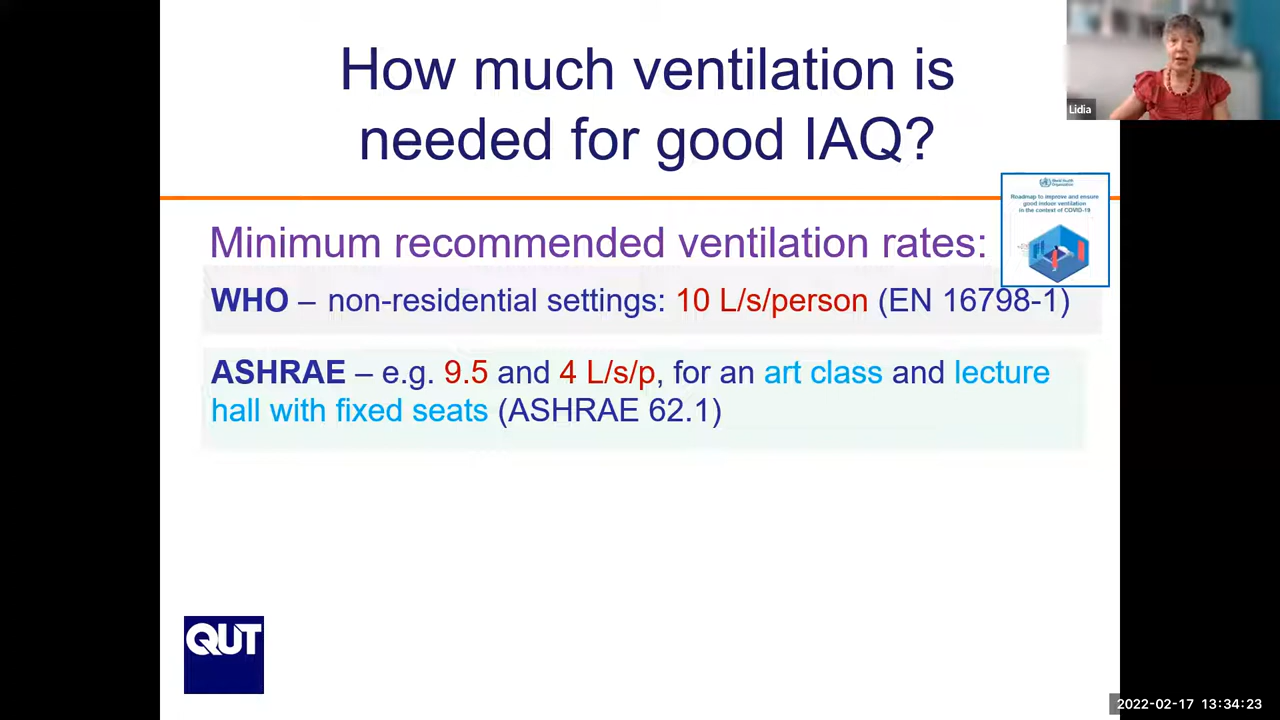 How much ventilation is
needed for good IAQ?
Lidia
World Health
Organization
Roadmap to improve and ensure
good indoor ventilation
in the context of COVID-19
Minimum recommended ventilation rates:
WHO – non-residential settings: 10 L/s/person (EN 16798-1)
ASHRAE – e.g. 9.5 and 4 L/s/p, for an art class and lecture
hall with fixed seats (ASHRAE 62.1)
QUT
2022-02-17 13:34:23